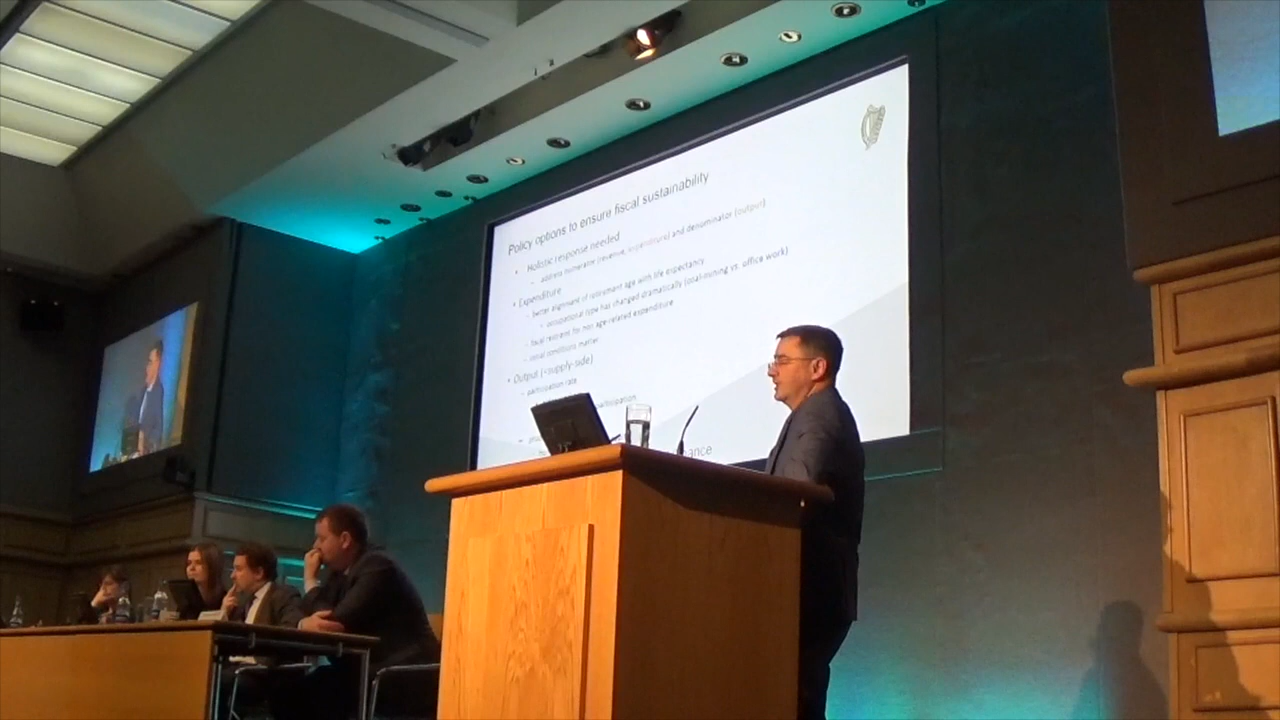 Policy options to ensure fiscal sustainability
• Holistic response needed
– address numerator (revenue, expenditure) and denominator (output)
• Expenditure
– better alignment of retirement age with life expectancy
• occupational type has changed dramatically (coal-mining vs. office work)
– fiscal restraint for non age-related expenditure
– initial conditions matter
• Output (<supply-side)
– participation rate
participation